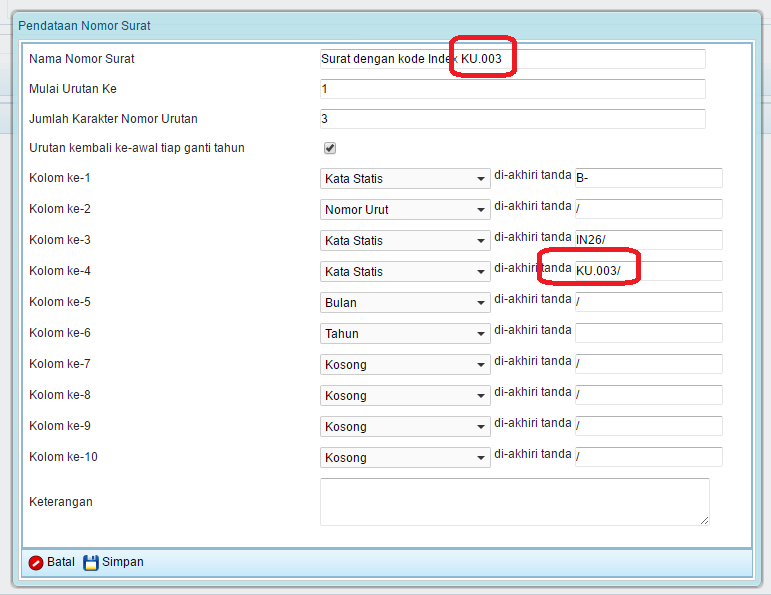 Pendataan Nomor Surat
Nama Nomor Surat Surat dengan kode Index KU.003
Mulai Urutan Ke 1
Jumlah Karakter Nomor Urutan 3
Urutan kembali ke-awal tiap ganti tahun
Kolom ke-1 Kata Statis di-akhiri tanda B-
Kolom ke-2 Nomor Urut di-akhiri tanda /
Kolom ke-3 Kata Statis di-akhiri tanda IN26/
Kolom ke-4 Kata Statis di-akhiri tanda KU.003/
Kolom ke-5 Bulan di-akhiri tanda /
Kolom ke-6 Tahun di-akhiri tanda
Kolom ke-7 Kosong di-akhiri tanda /
Kolom ke-8 Kosong di-akhiri tanda /
Kolom ke-9 Kosong di-akhiri tanda /
Kolom ke-10 Kosong di-akhiri tanda /
Keterangan
Batal Simpan